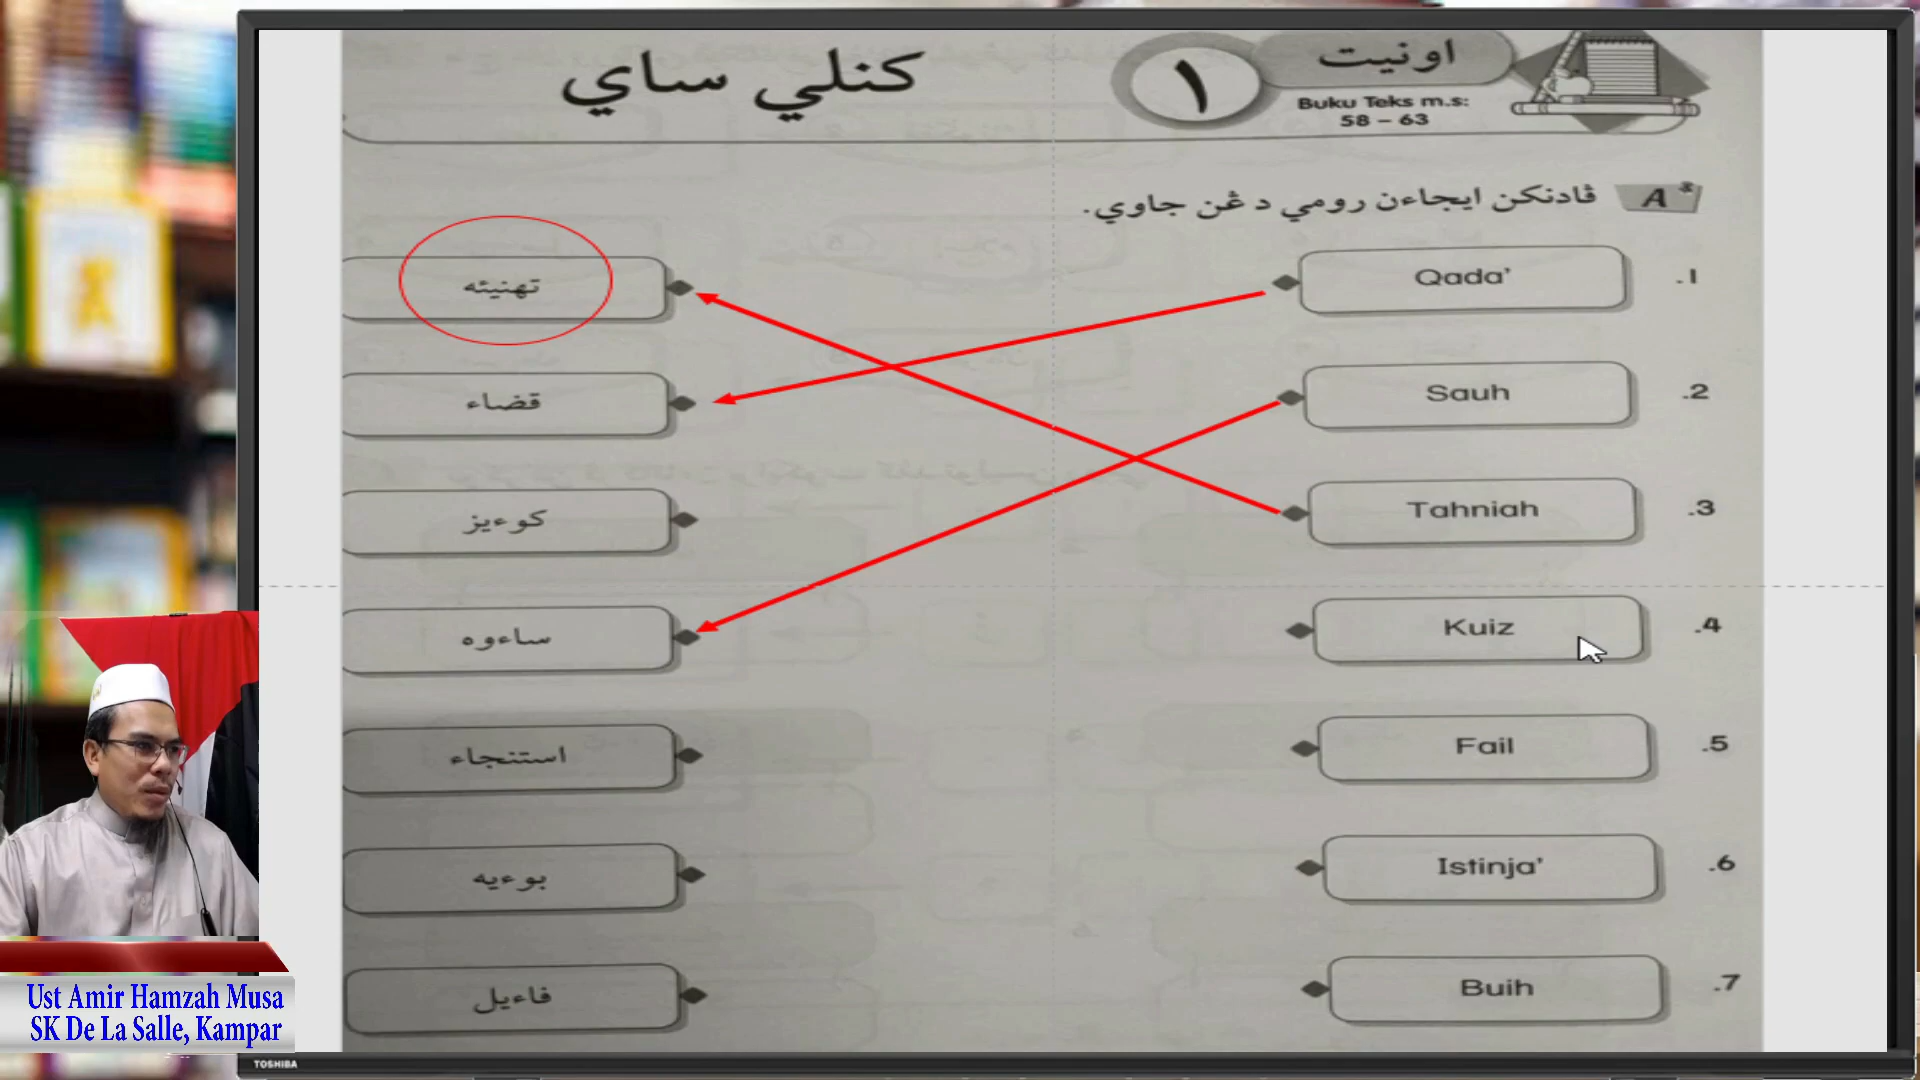 اونيت
١
كنلي ساي
Buku Teks m.s:
58 – 63
A
ڤادنكن ايجاءن رومي د ڠن جاوي.
.١ Qada’
تهنيئه
.2 Sauh
قضاء
.3 Tahniah
كوءيز
.4 Kuiz
ساءوه
.5 Fail
استنجاء
.6 Istinja’
بوءيه
.7 Buih
فاءيل
Ust Amir Hamzah Musa
SK De La Salle, Kampar
TOSHIBA